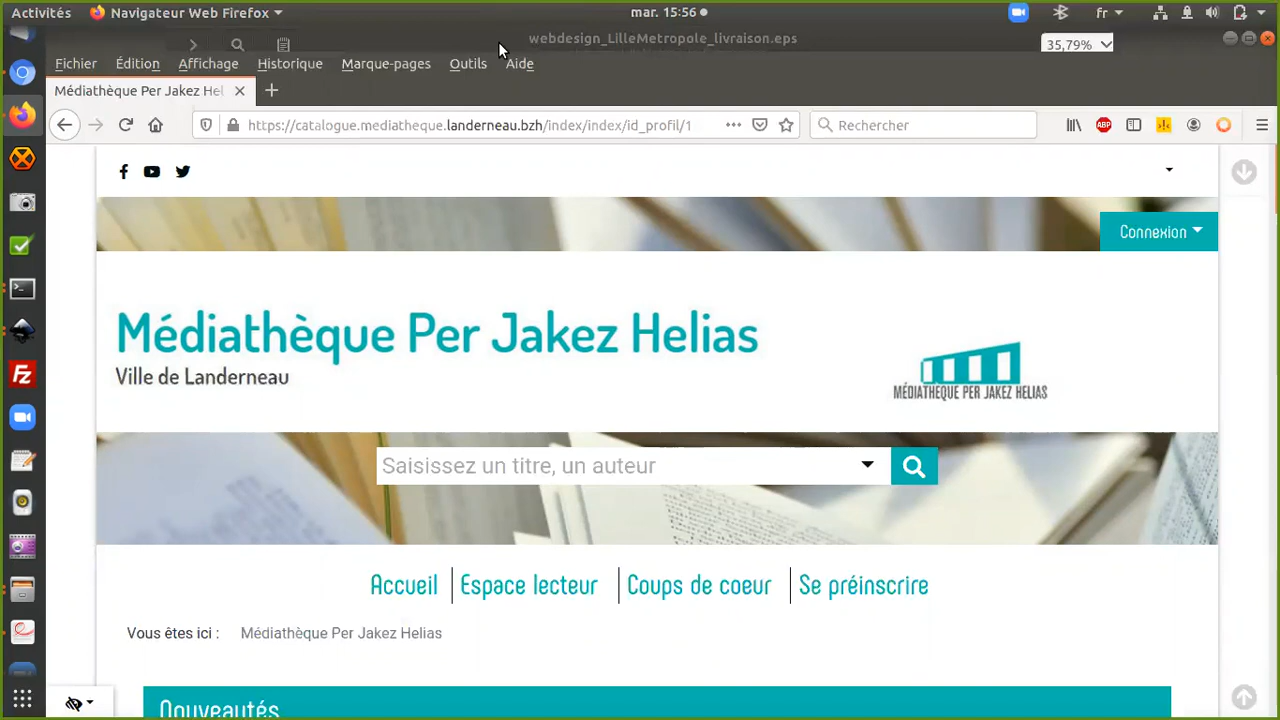 Activités Navigateur Web Firefox mar. 15:56 fr
webdesign_LilleMetropole_livraison.eps 35,79%
Fichier Édition Affichage Historique Marque-pages Outils Aide
Médiathèque Per Jakez Hel
https://catalogue.mediatheque.landerneau.bzh/index/index/id_profil/1 Rechercher ABP
Connexion
Médiathèque Per Jakez Helias
Ville de Landerneau
MÉDIATHÈQUE PER JAKEZ HELIAS
Saisissez un titre, un auteur
Accueil Espace lecteur Coups de coeur Se préinscrire
Vous êtes ici : Médiathèque Per Jakez Helias
Nouveautés